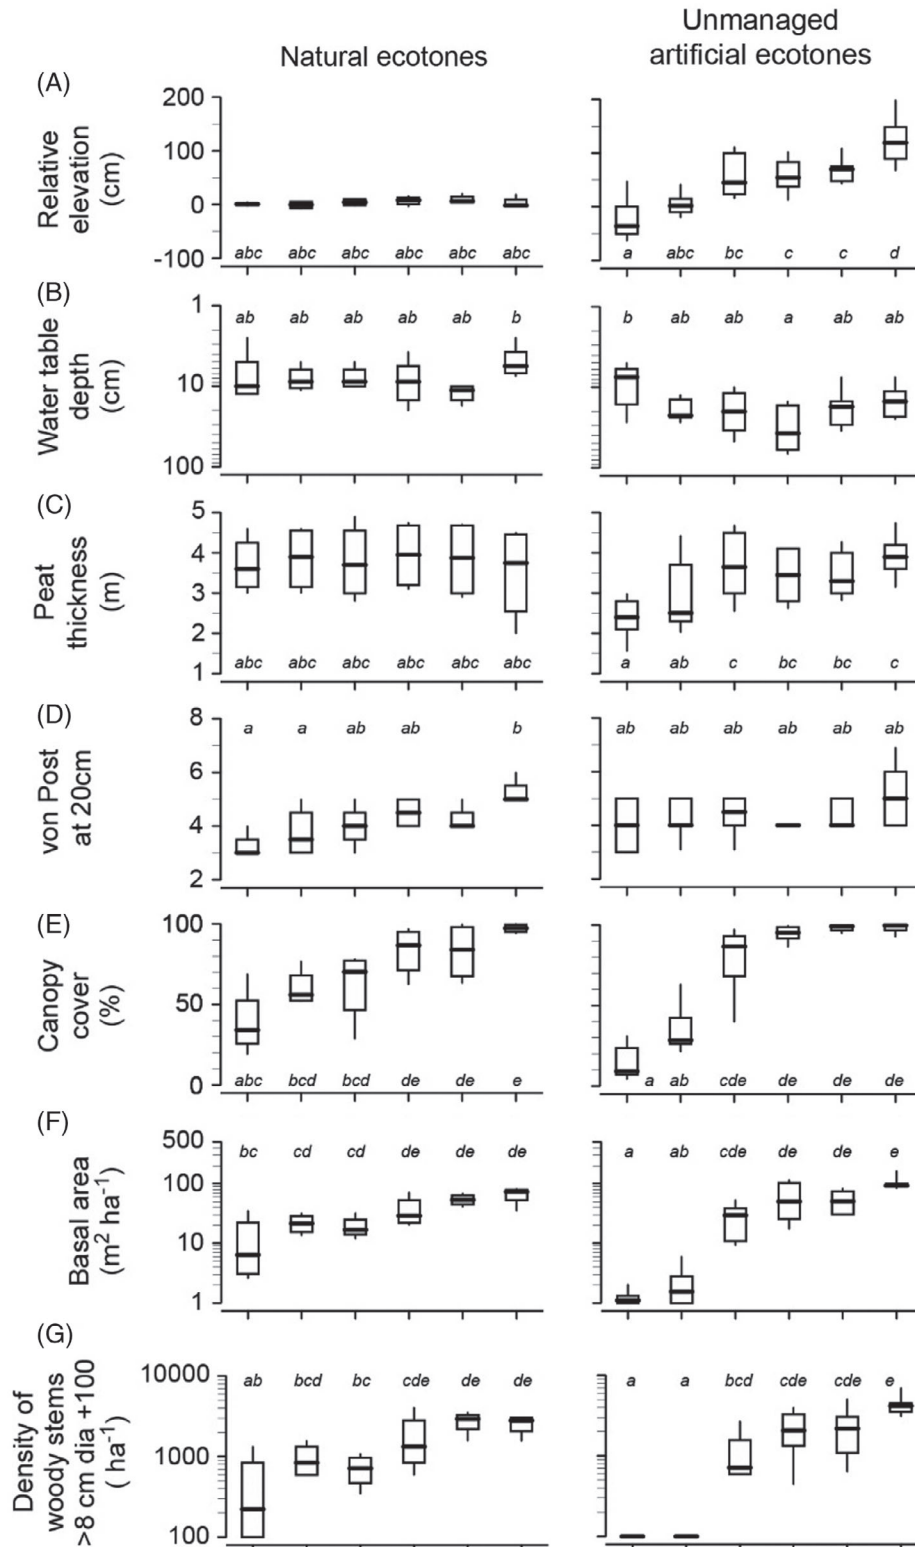 Natural ecotones
Unmanaged
artificial ecotones
(A)
Relative
elevation
(cm)
200
100
0
-100
abc abc abc abc abc abc
a abc bc c c d
(B)
Water table
depth
(cm)
1
10
100
ab ab ab ab ab b
b ab ab a ab ab
(C)
Peat
thickness
(m)
5
4
3
2
1
abc abc abc abc abc abc
a ab c bc bc c
(D)
von Post
at 20cm
8
6
4
2
a a ab ab b
ab ab ab ab ab ab
(E)
Canopy
cover
(%)
100
50
0
abc bcd bcd de de e
a ab cde de de de
(F)
Basal area
(m² ha⁻¹)
500
100
10
1
bc cd cd de de de
a ab cde de de e
(G)
Density of
woody stems
>8 cm dia +100
( ha⁻¹)
10000
1000
100
ab bcd bc cde de de
a a bcd cde cde e